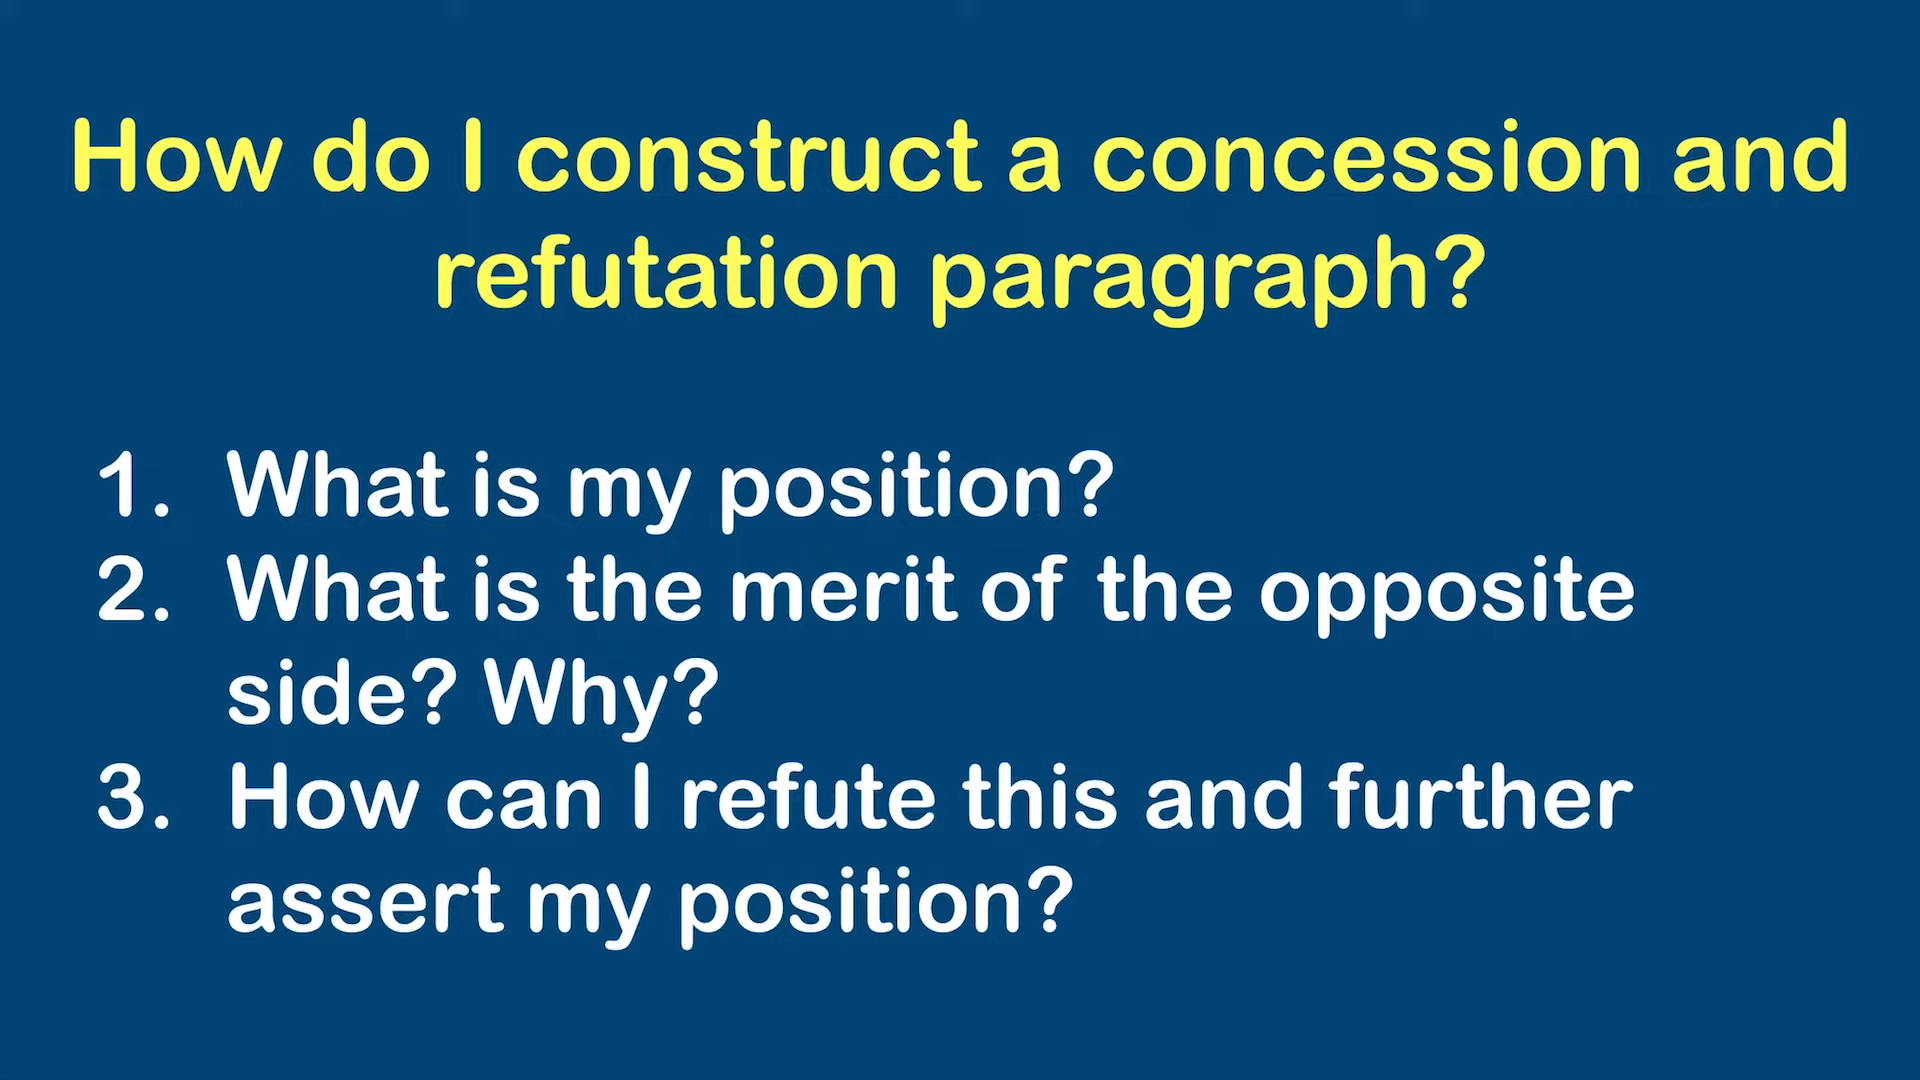 How do I construct a concession and
refutation paragraph?
1. What is my position?
2. What is the merit of the opposite
side? Why?
3. How can I refute this and further
assert my position?